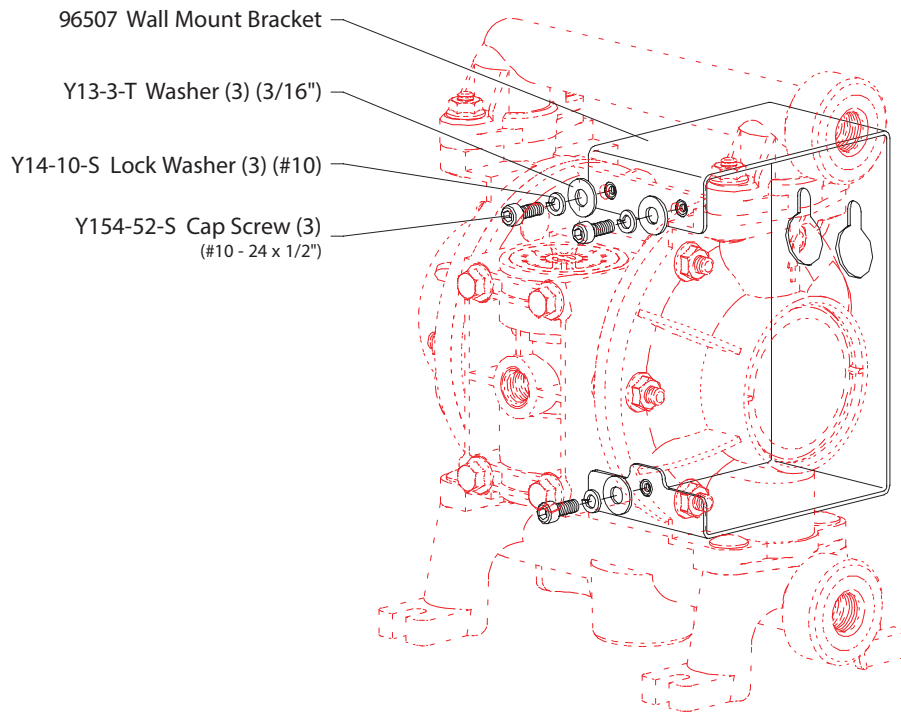 96507 Wall Mount Bracket
Y13-3-T Washer (3) (3/16")
Y14-10-S Lock Washer (3) (#10)
Y154-52-S Cap Screw (3)
(#10 - 24 x 1/2")